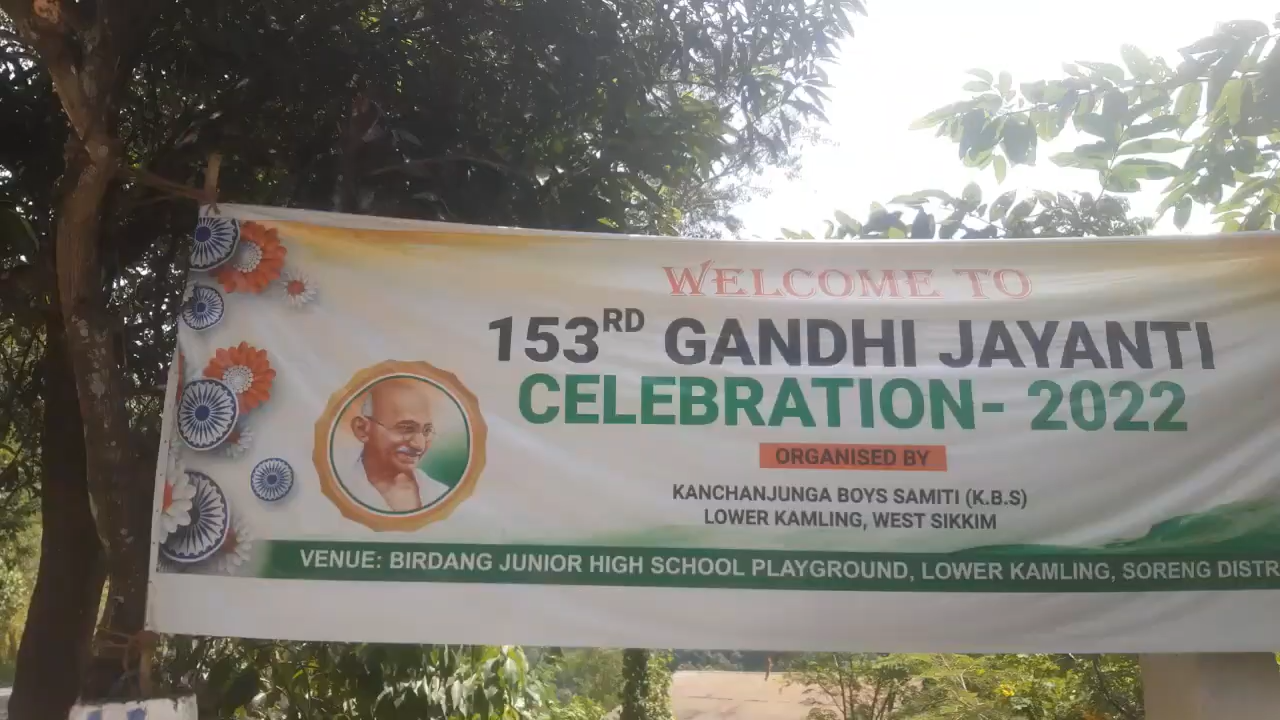 WELCOME TO
153RD GANDHI JAYANTI
CELEBRATION- 2022
ORGANISED BY
KANCHANJUNGA BOYS SAMITI (K.B.S)
LOWER KAMLING, WEST SIKKIM
VENUE: BIRDANG JUNIOR HIGH SCHOOL PLAYGROUND, LOWER KAMLING, SORENG DISTR